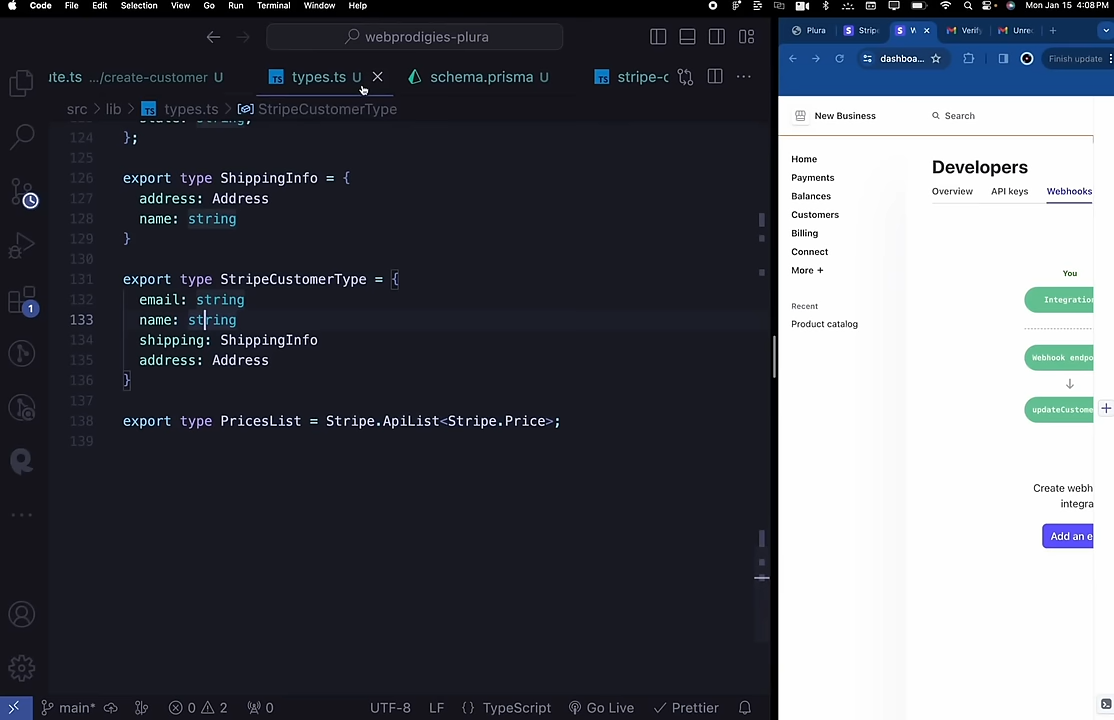 Code File Edit Selection View Go Run Terminal Window Help Mon Jan 15 4:08 PM
webprodigies-plura
Plura Stripe W Verify Unre
dashboa... Finish update
ute.ts .../create-customer U types.ts U schema.prisma U stripe-c
src > lib > types.ts > StripeCustomerType
124 };
125
126 export type ShippingInfo = {
127 address: Address
128 name: string
129 }
130
131 export type StripeCustomerType = {
132 email: string
133 name: string
134 shipping: ShippingInfo
135 address: Address
136 }
137
138 export type PricesList = Stripe.ApiList<Stripe.Price>;
139
1
main* 0 2 0 UTF-8 LF {} TypeScript Go Live Prettier
New Business Search
Home
Payments
Balances
Customers
Billing
Connect
More +
Recent
Product catalog
Developers
Overview API keys Webhooks
You
Integration
Webhook endpo
updateCustome
Create webh
integra
Add an e